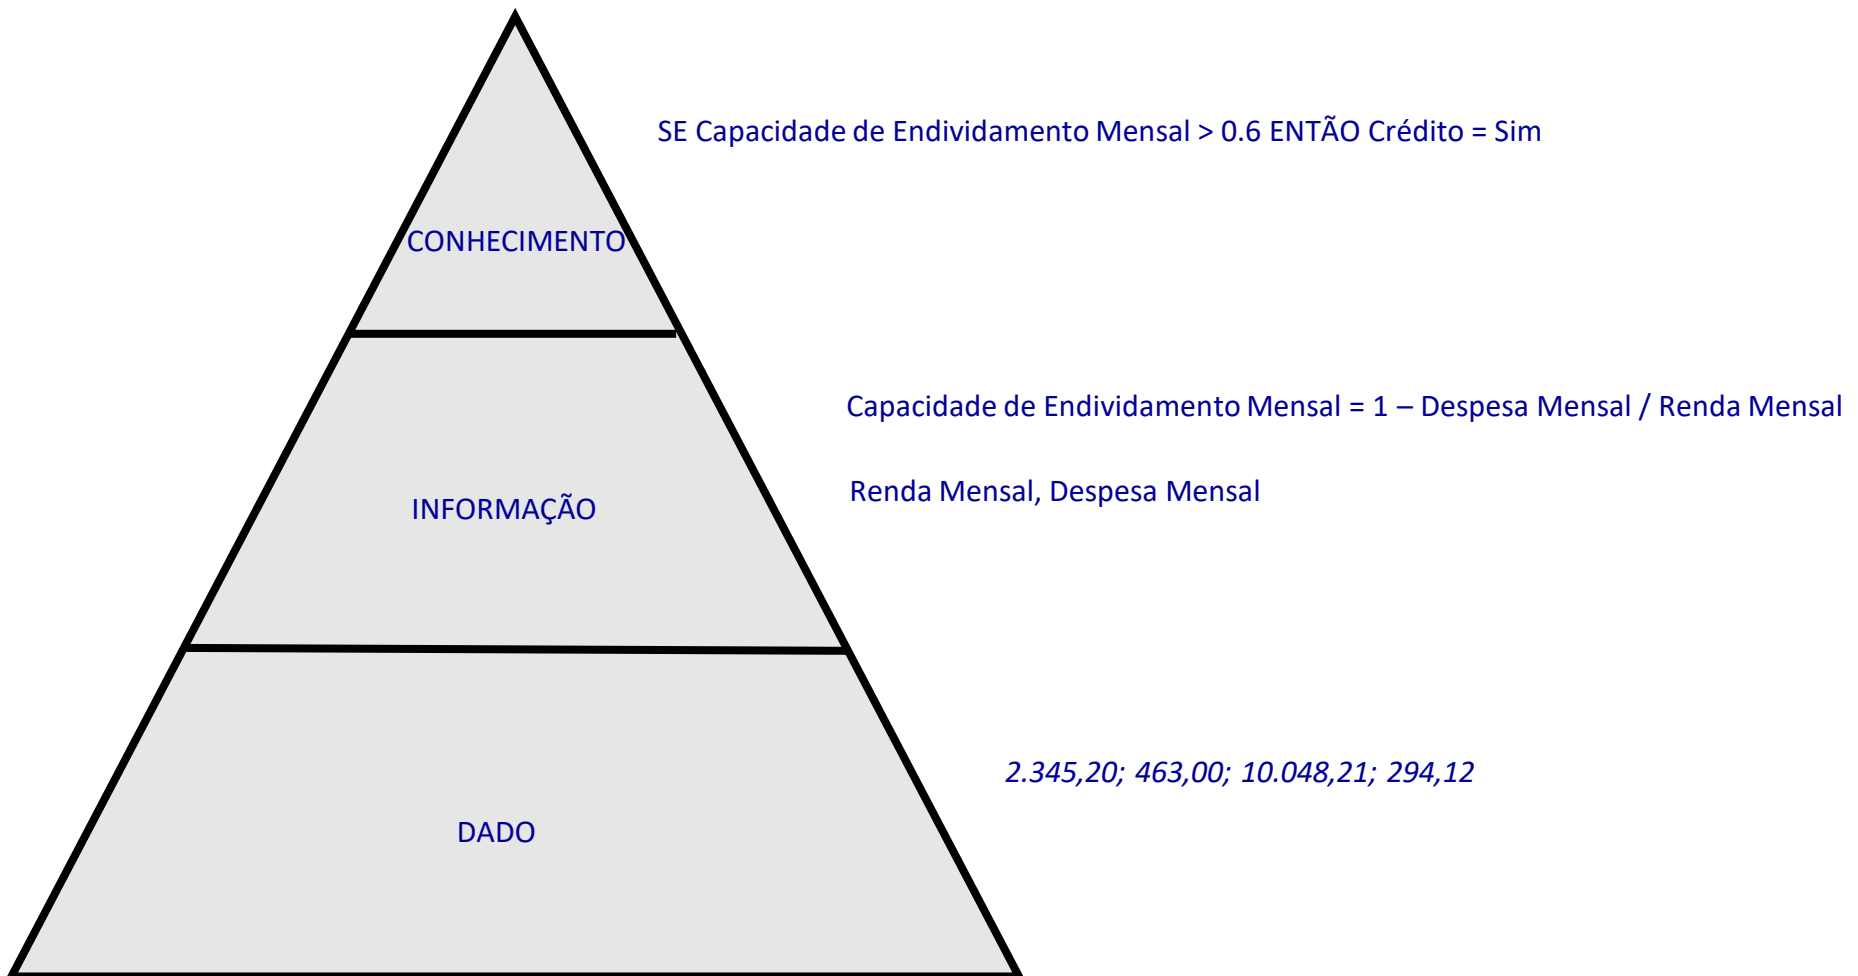 SE Capacidade de Endividamento Mensal > 0.6 ENTÃO Crédito = Sim
CONHECIMENTO
Capacidade de Endividamento Mensal = 1 – Despesa Mensal / Renda Mensal
Renda Mensal, Despesa Mensal
INFORMAÇÃO
2.345,20; 463,00; 10.048,21; 294,12
DADO